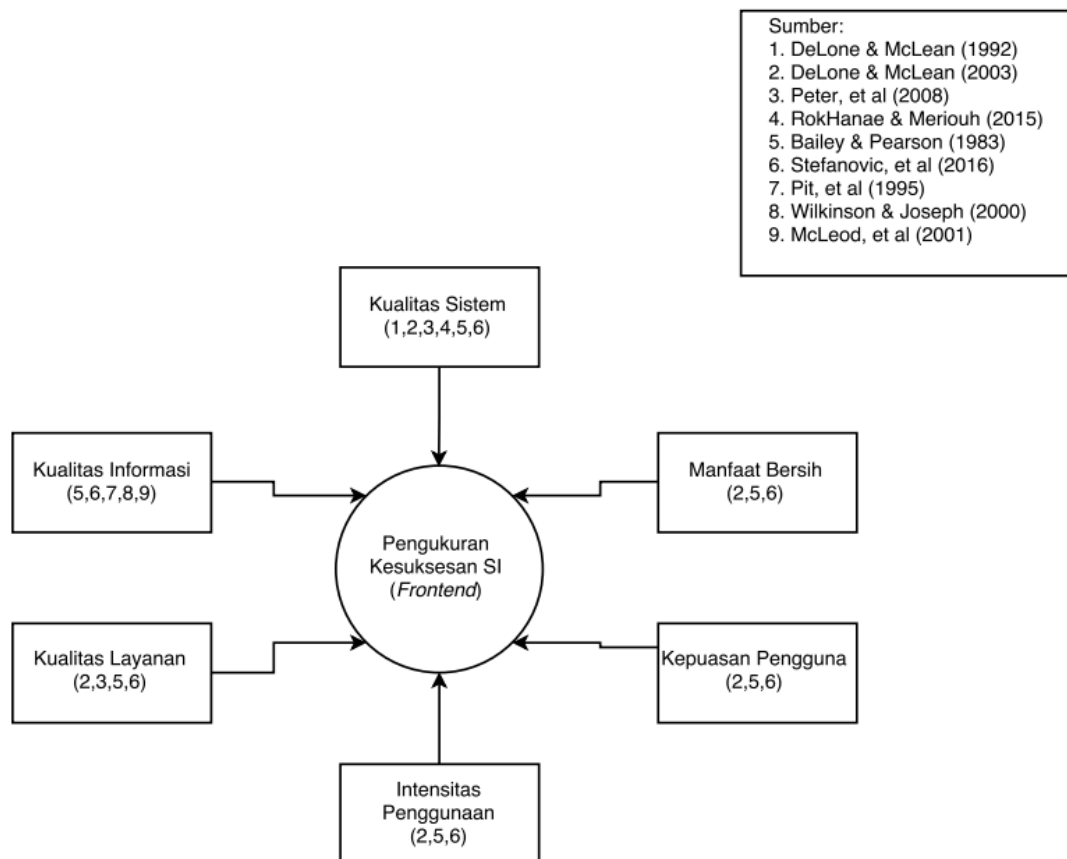 Sumber:
1. DeLone & McLean (1992)
2. DeLone & McLean (2003)
3. Peter, et al (2008)
4. RokHanae & Meriouh (2015)
5. Bailey & Pearson (1983)
6. Stefanovic, et al (2016)
7. Pit, et al (1995)
8. Wilkinson & Joseph (2000)
9. McLeod, et al (2001)
Kualitas Sistem
(1,2,3,4,5,6)
Kualitas Informasi
(5,6,7,8,9)
Manfaat Bersih
(2,5,6)
Pengukuran
Kesuksesan SI
(Frontend)
Kualitas Layanan
(2,3,5,6)
Kepuasan Pengguna
(2,5,6)
Intensitas
Penggunaan
(2,5,6)